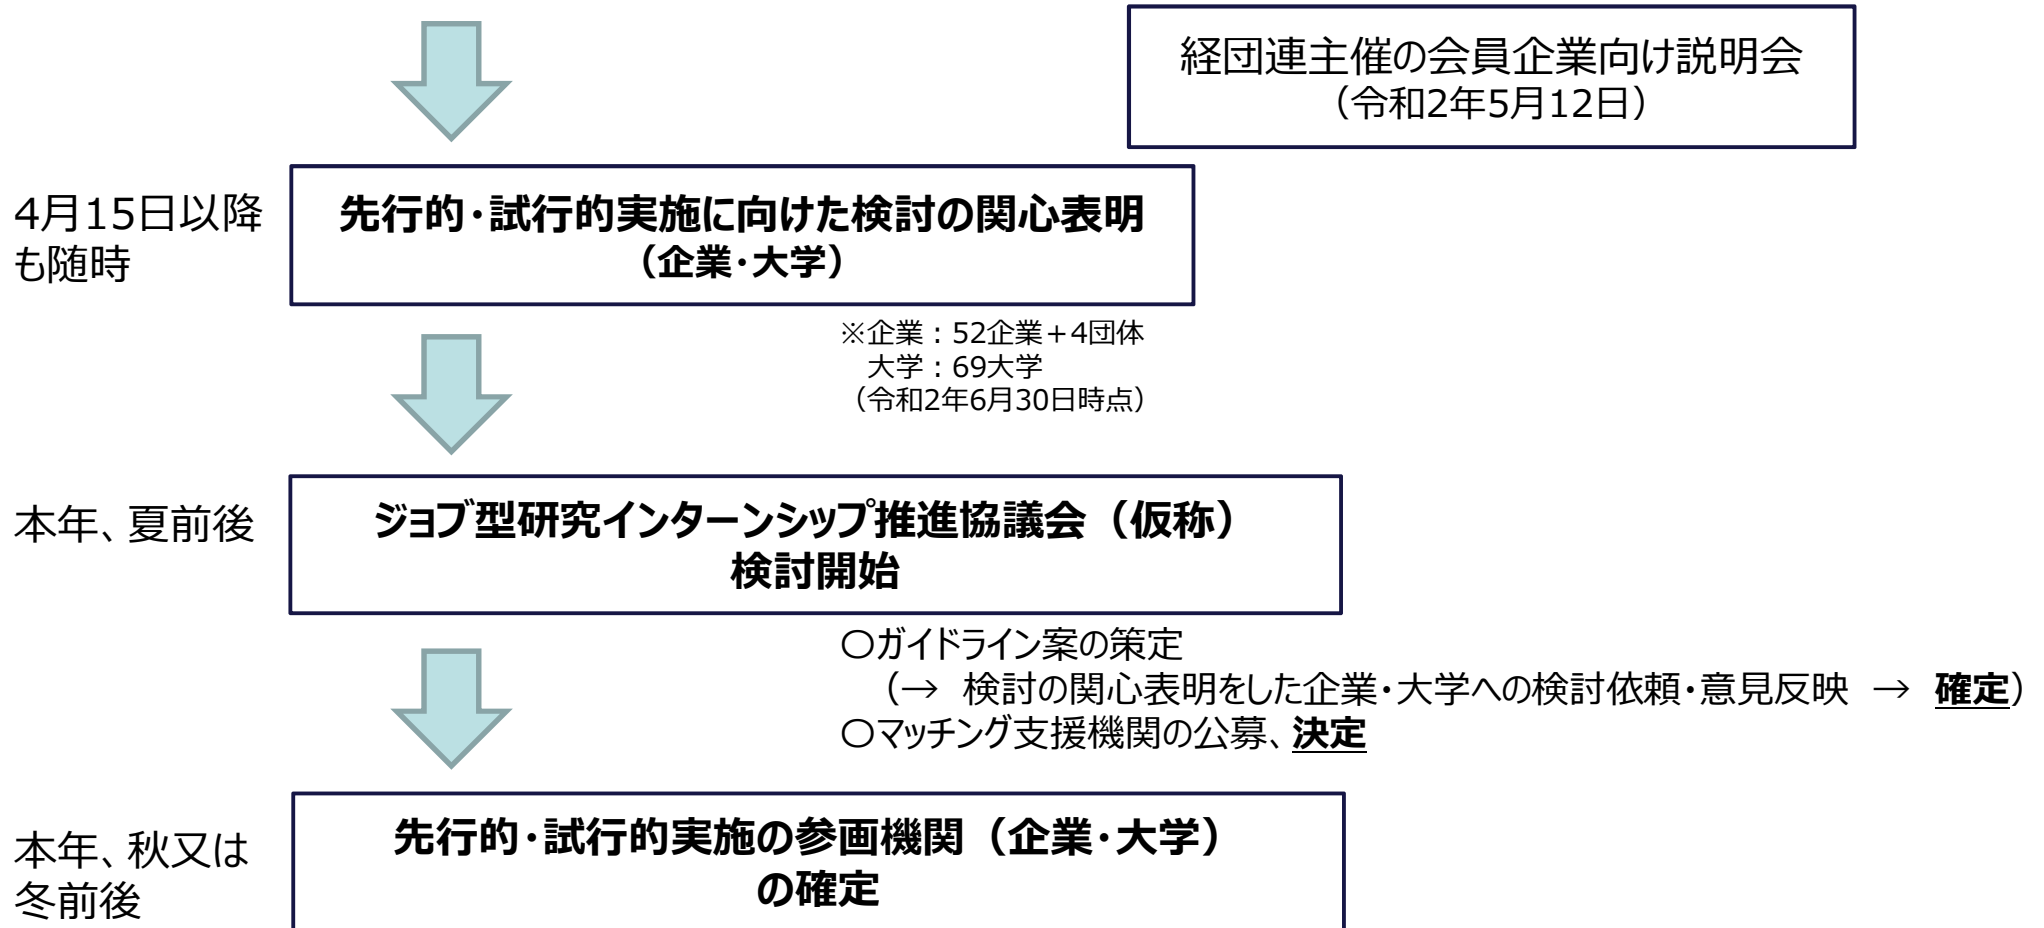 経団連主催の会員企業向け説明会
（令和2年5月12日）
4月15日以降
も随時
先行的・試行的実施に向けた検討の関心表明
（企業・大学）
※企業：52企業＋4団体
大学：69大学
（令和2年6月30日時点）
本年、夏前後
ジョブ型研究インターンシップ推進協議会（仮称）
検討開始
〇ガイドライン案の策定
（→　検討の関心表明をした企業・大学への検討依頼・意見反映　→　確定）
〇マッチング支援機関の公募、決定
本年、秋又は
冬前後
先行的・試行的実施の参画機関（企業・大学）
の確定